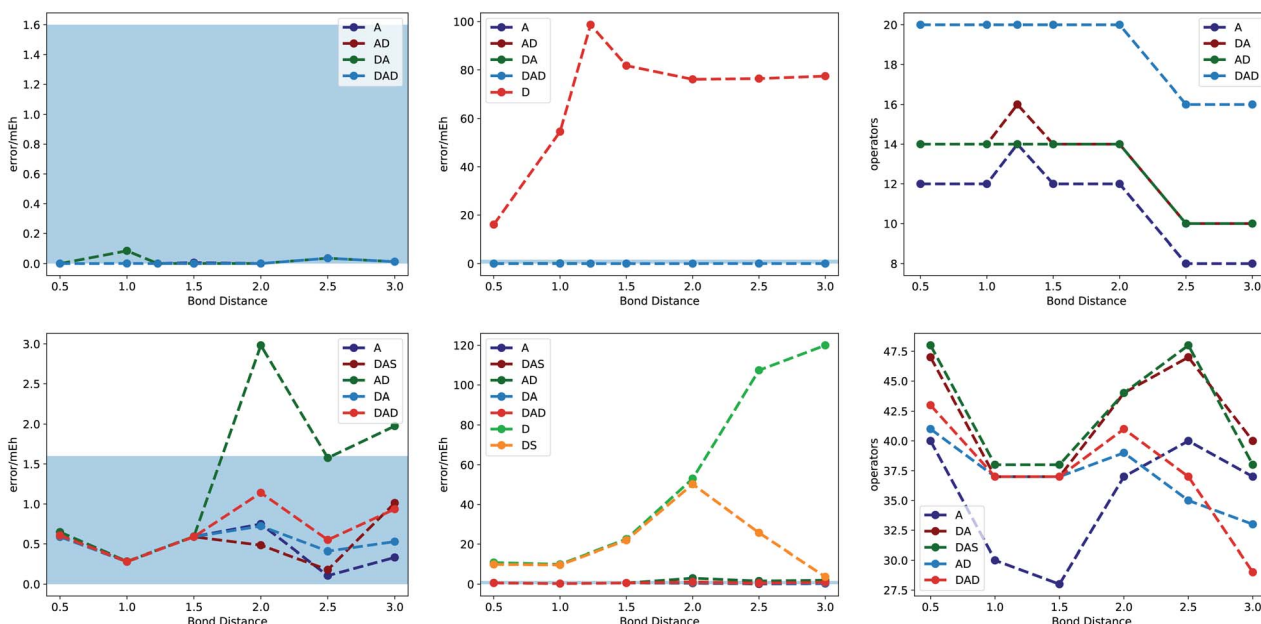 1.6
1.4
1.2
1.0
0.8
0.6
0.4
0.2
0.0
error/mEh
A
AD
DA
DAD
0.5 1.0 1.5 2.0 2.5 3.0
Bond Distance
100
80
60
40
20
0
error/mEh
A
AD
DA
DAD
D
0.5 1.0 1.5 2.0 2.5 3.0
Bond Distance
20
18
16
14
12
10
8
operators
A
DA
AD
DAD
0.5 1.0 1.5 2.0 2.5 3.0
Bond Distance
3.0
2.5
2.0
1.5
1.0
0.5
0.0
error/mEh
A
DAS
AD
DA
DAD
0.5 1.0 1.5 2.0 2.5 3.0
Bond Distance
120
100
80
60
40
20
0
error/mEh
A
DAS
AD
DA
DAD
D
DS
0.5 1.0 1.5 2.0 2.5 3.0
Bond Distance
47.5
45.0
42.5
40.0
37.5
35.0
32.5
30.0
27.5
operators
A
DA
DAS
AD
DAD
0.5 1.0 1.5 2.0 2.5 3.0
Bond Distance